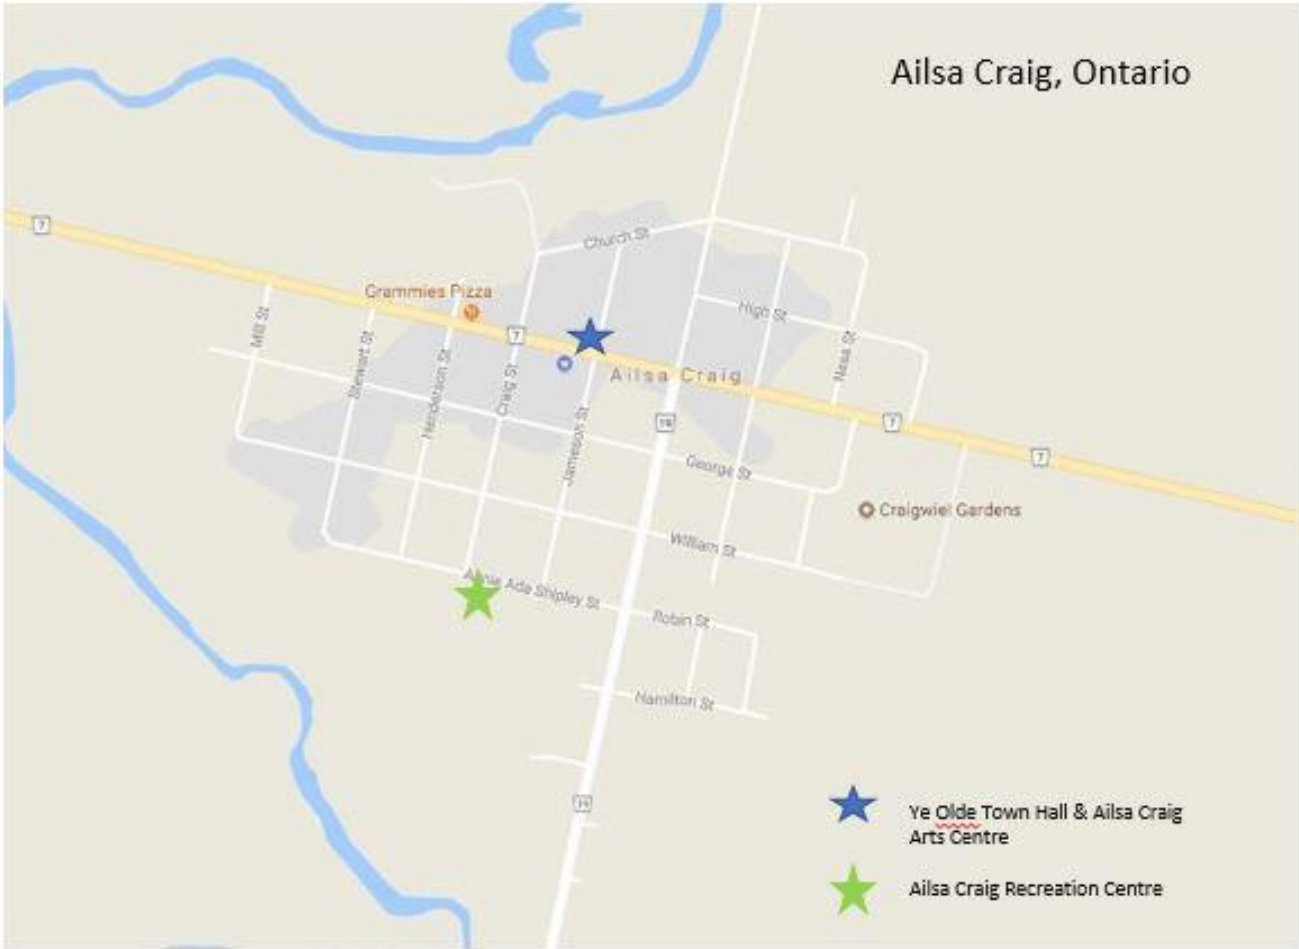 Ailsa Craig, Ontario
7
Church St
Grammies Pizza
High St
Mill St
7
Stewart St
Henderson St
Craig St
Ness St
Ailsa Craig
Jameson St
19
7
7
George St
Craigwiel Gardens
William St
Annie Ada Shipley St
Robin St
Hamilton St
19
Ye Olde Town Hall & Ailsa Craig
Arts Centre
Ailsa Craig Recreation Centre